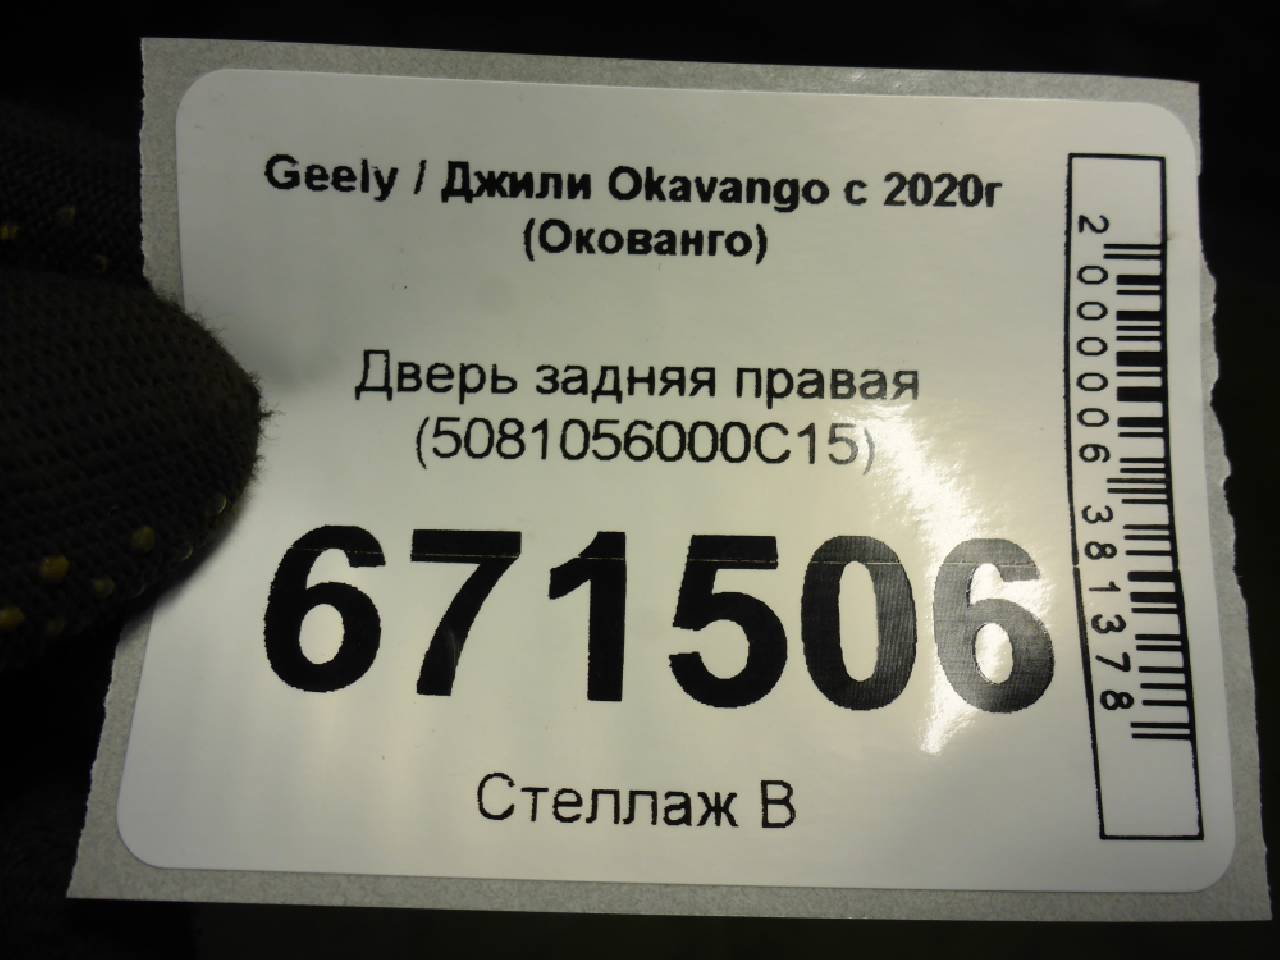 Geely / Джили Okavango с 2020г
(Окованго)
Дверь задняя правая
(5081056000C15)
671506
Стеллаж В
2000006381378